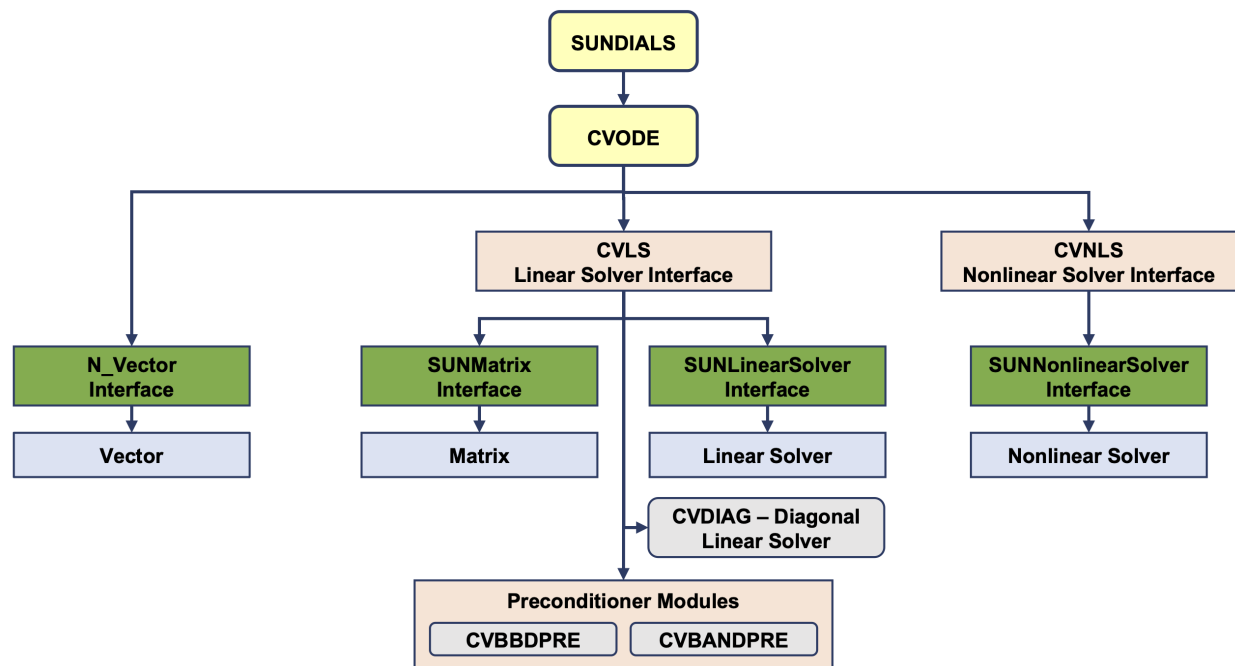 SUNDIALS
CVODE
CVLS
Linear Solver Interface
CVNLS
Nonlinear Solver Interface
N_Vector
Interface
SUNMatrix
Interface
SUNLinearSolver
Interface
SUNNonlinearSolver
Interface
Vector
Matrix
Linear Solver
Nonlinear Solver
CVDIAG – Diagonal
Linear Solver
Preconditioner Modules
CVBBDPRE
CVBANDPRE